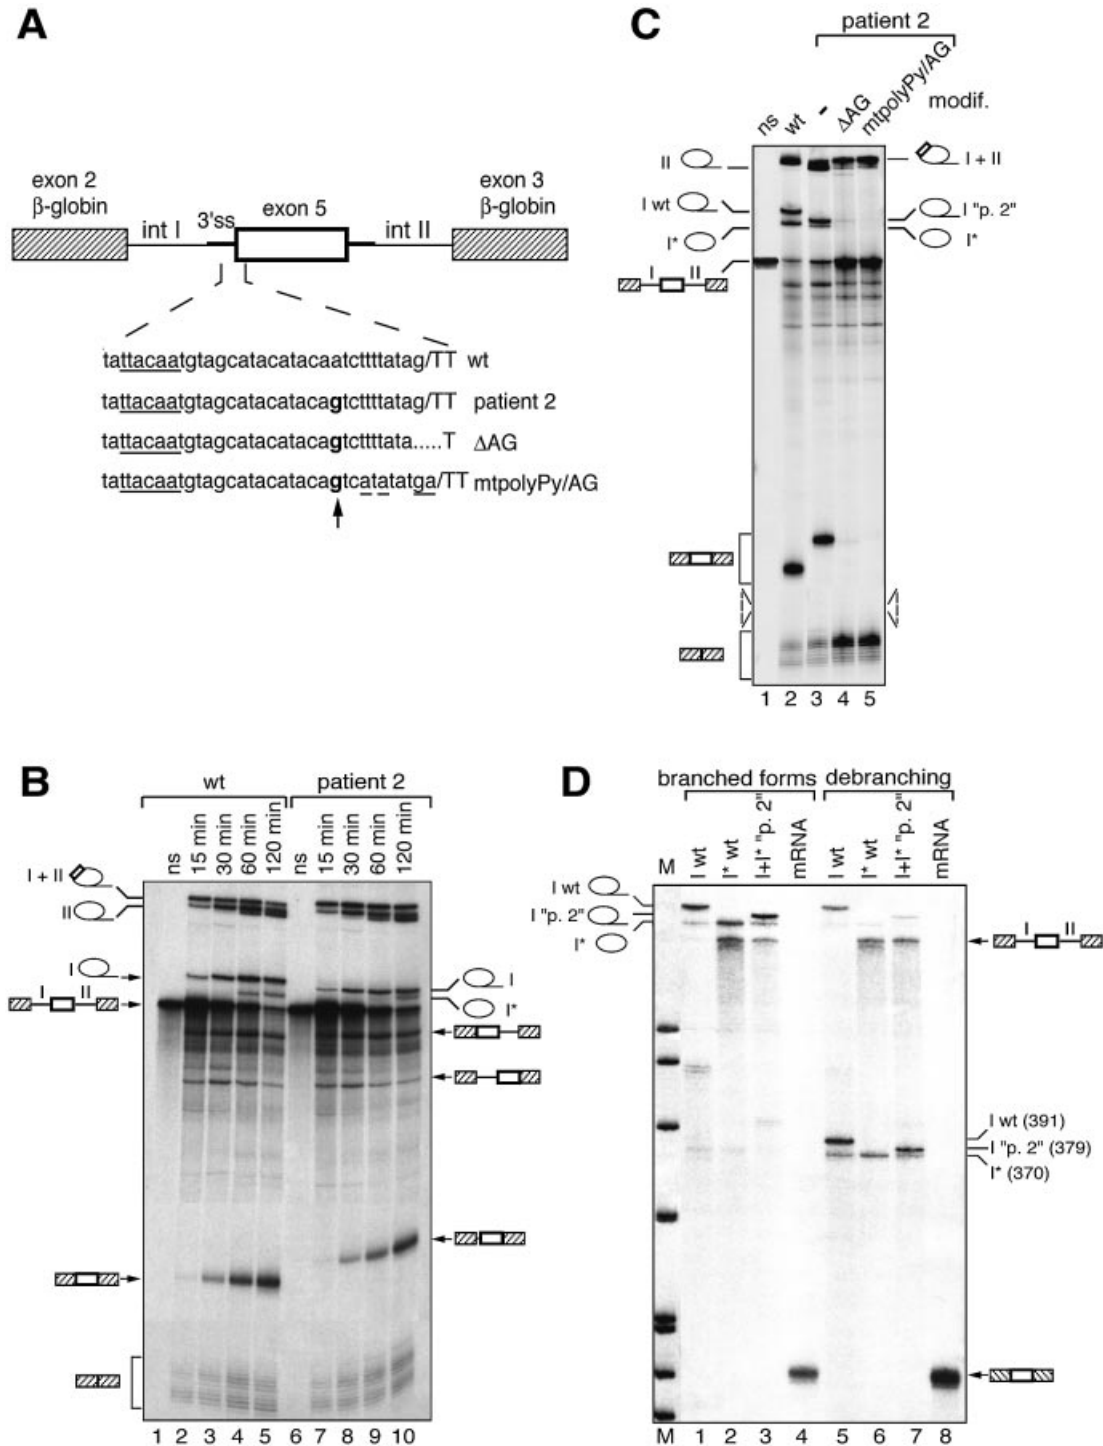 A
exon 2
β-globin
int I
3'ss
exon 5
int II
exon 3
β-globin
tattacaatgtagcatacatacaatcttttatag/TT wt
tattacaatgtagcatacatacagtcttttatag/TT patient 2
tattacaatgtagcatacatacagtcttttata.....T ΔAG
tattacaatgtagcatacatacagtcatatatga/TT mtpolyPy/AG
C
patient 2
ns
wt
-
ΔAG
mtpolyPy/AG
modif.
II
I + II
I wt
I "p. 2"
I*
I*
I II
1 2 3 4 5
B
wt
patient 2
ns
15 min
30 min
60 min
120 min
ns
15 min
30 min
60 min
120 min
I + II
II
I
I
I II
I*
1 2 3 4 5 6 7 8 9 10
D
branched forms
debranching
M
I wt
I* wt
I+I* "p. 2"
mRNA
I wt
I* wt
I+I* "p. 2"
mRNA
I wt
I "p. 2"
I*
I II
I wt (391)
I "p. 2" (379)
I* (370)
M 1 2 3 4 5 6 7 8